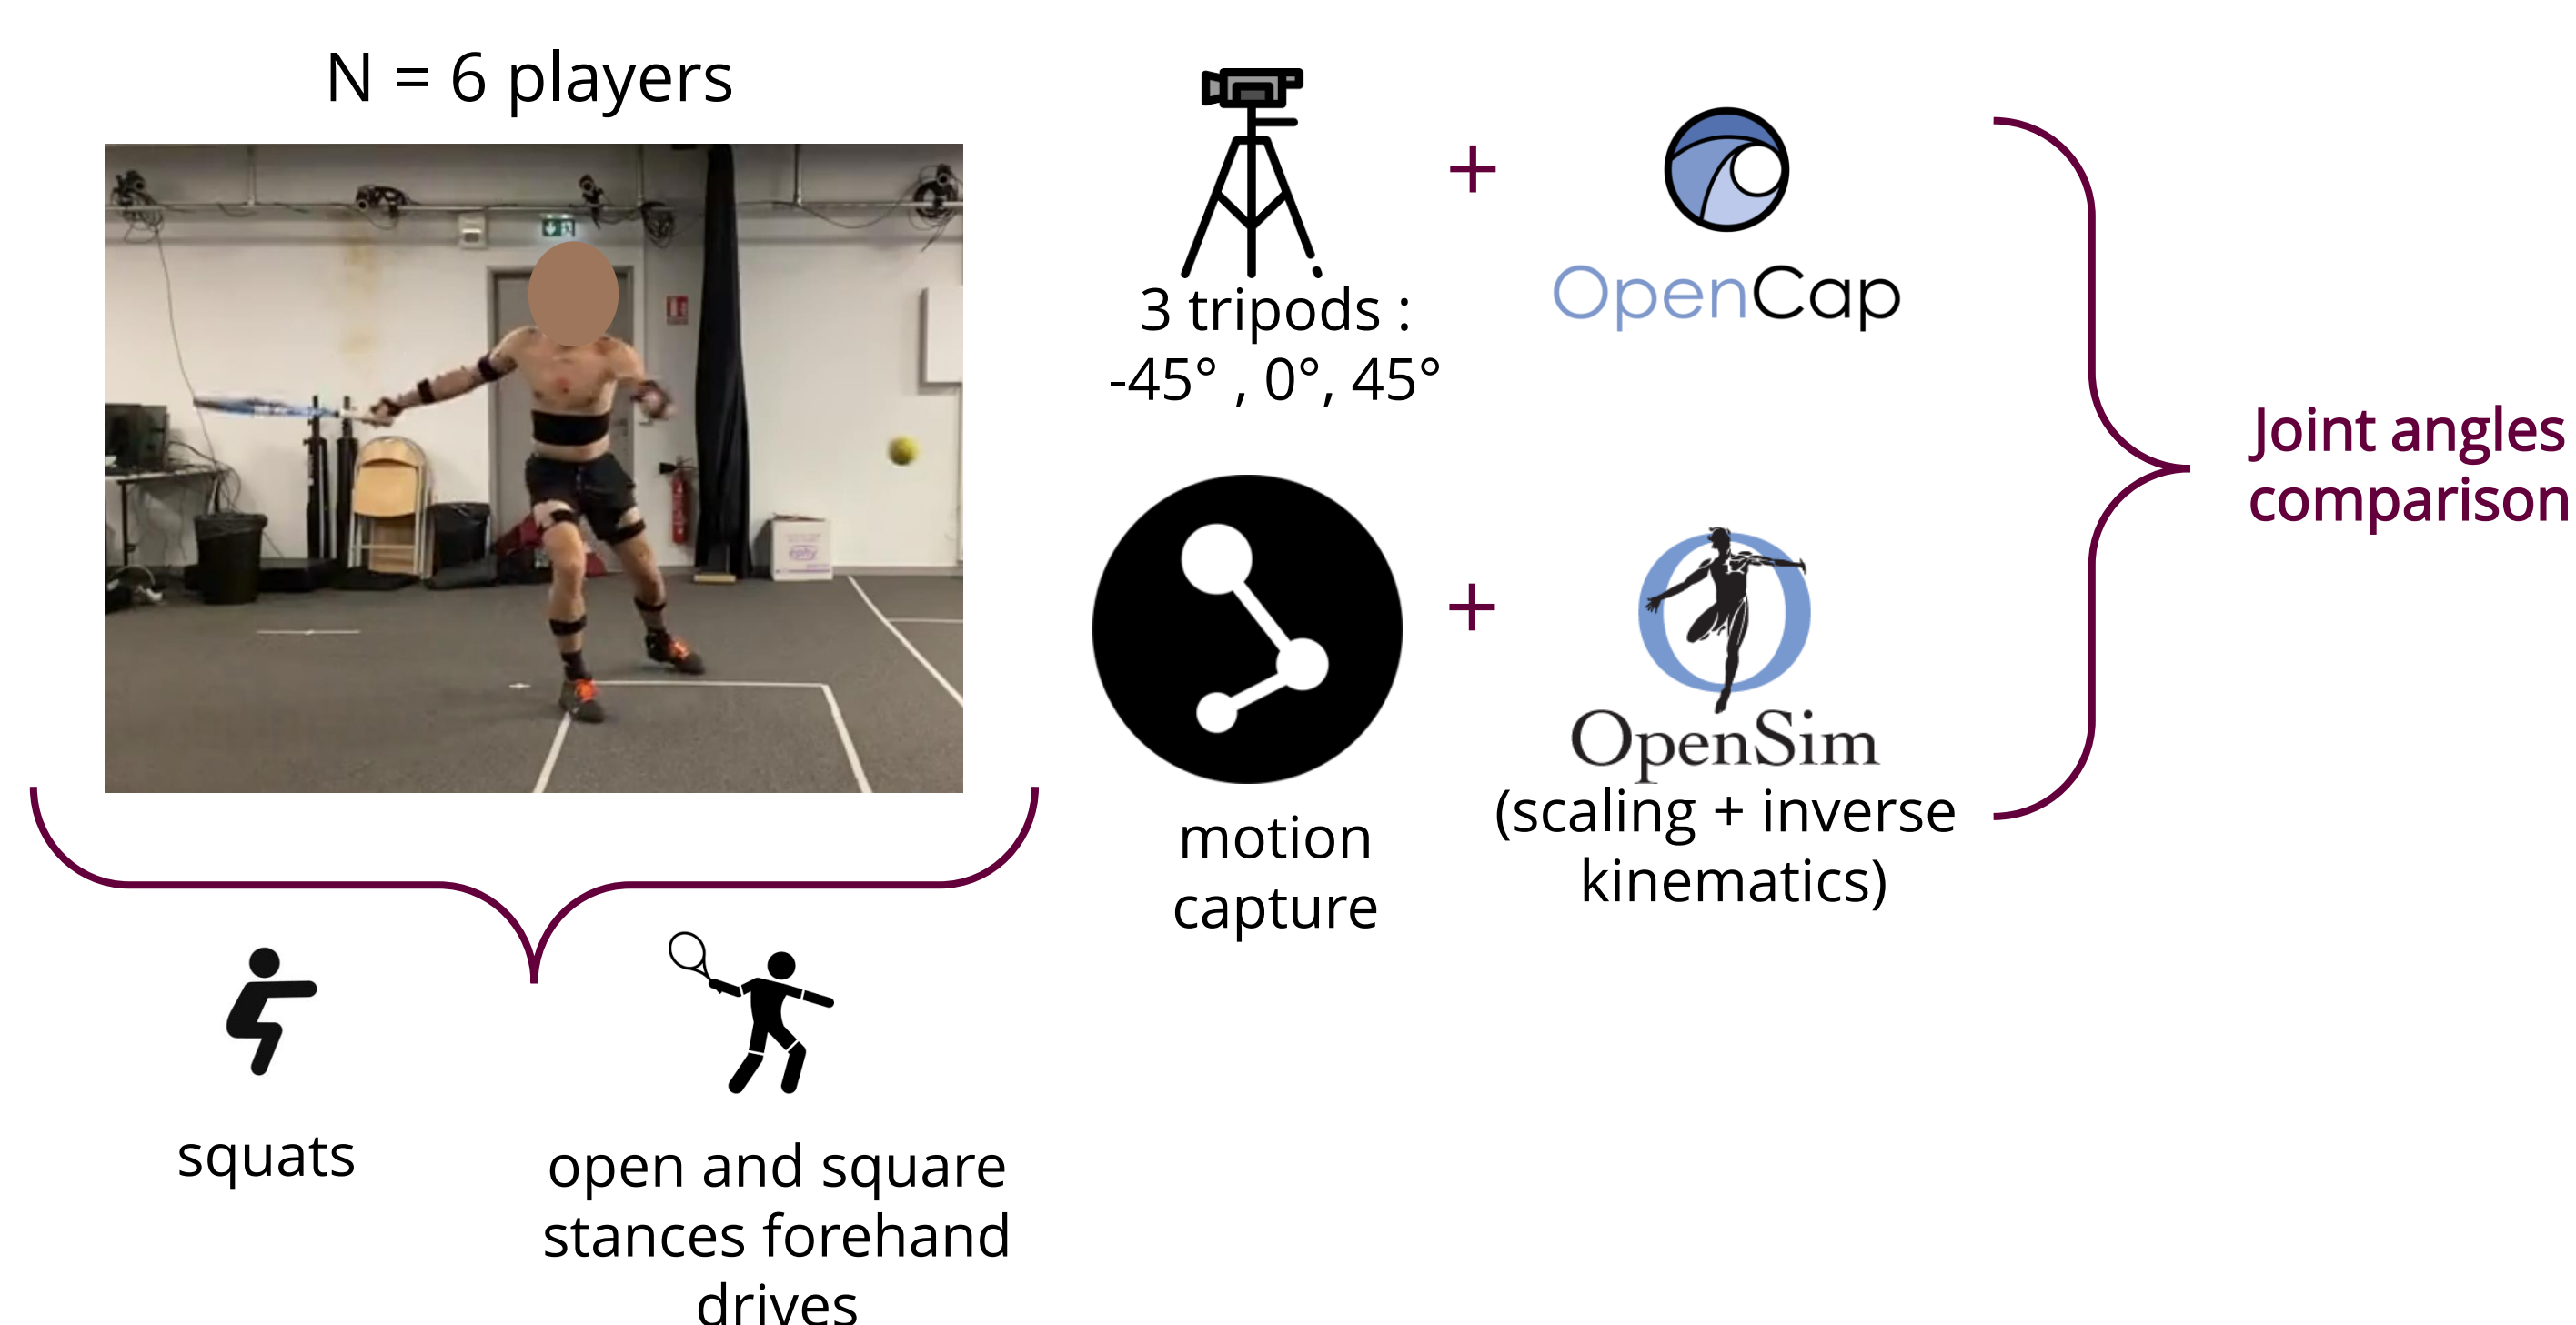 N = 6 players
3 tripods :
-45° , 0°, 45°
+
OpenCap
motion
capture
+
OpenSim
(scaling + inverse
kinematics)
Joint angles
comparison
squats
open and square
stances forehand
drives